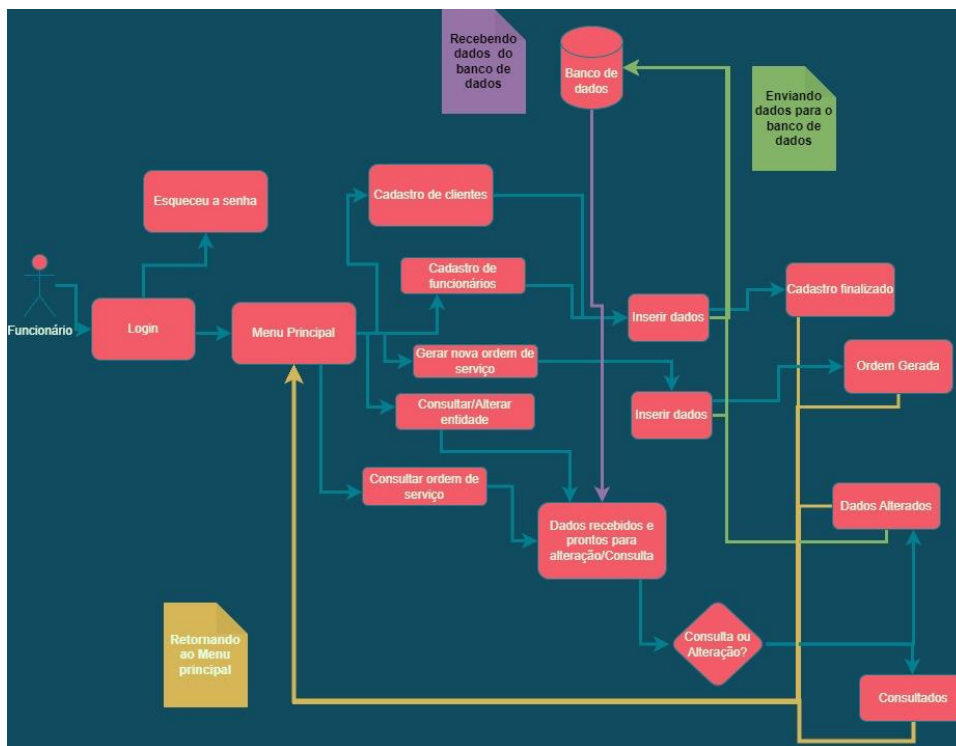 Recebendo
dados do
banco de
dados
Banco de
dados
Enviando
dados para o
banco de
dados
Esqueceu a senha
Cadastro de clientes
Cadastro de
funcionários
Cadastro finalizado
Funcionário
Login
Menu Principal
Inserir dados
Gerar nova ordem de
serviço
Ordem Gerada
Consultar/Alterar
entidade
Inserir dados
Consultar ordem de
serviço
Dados recebidos e
prontos para
alteração/Consulta
Dados Alterados
Retornando
ao Menu
principal
Consulta ou
Alteração?
Consultados